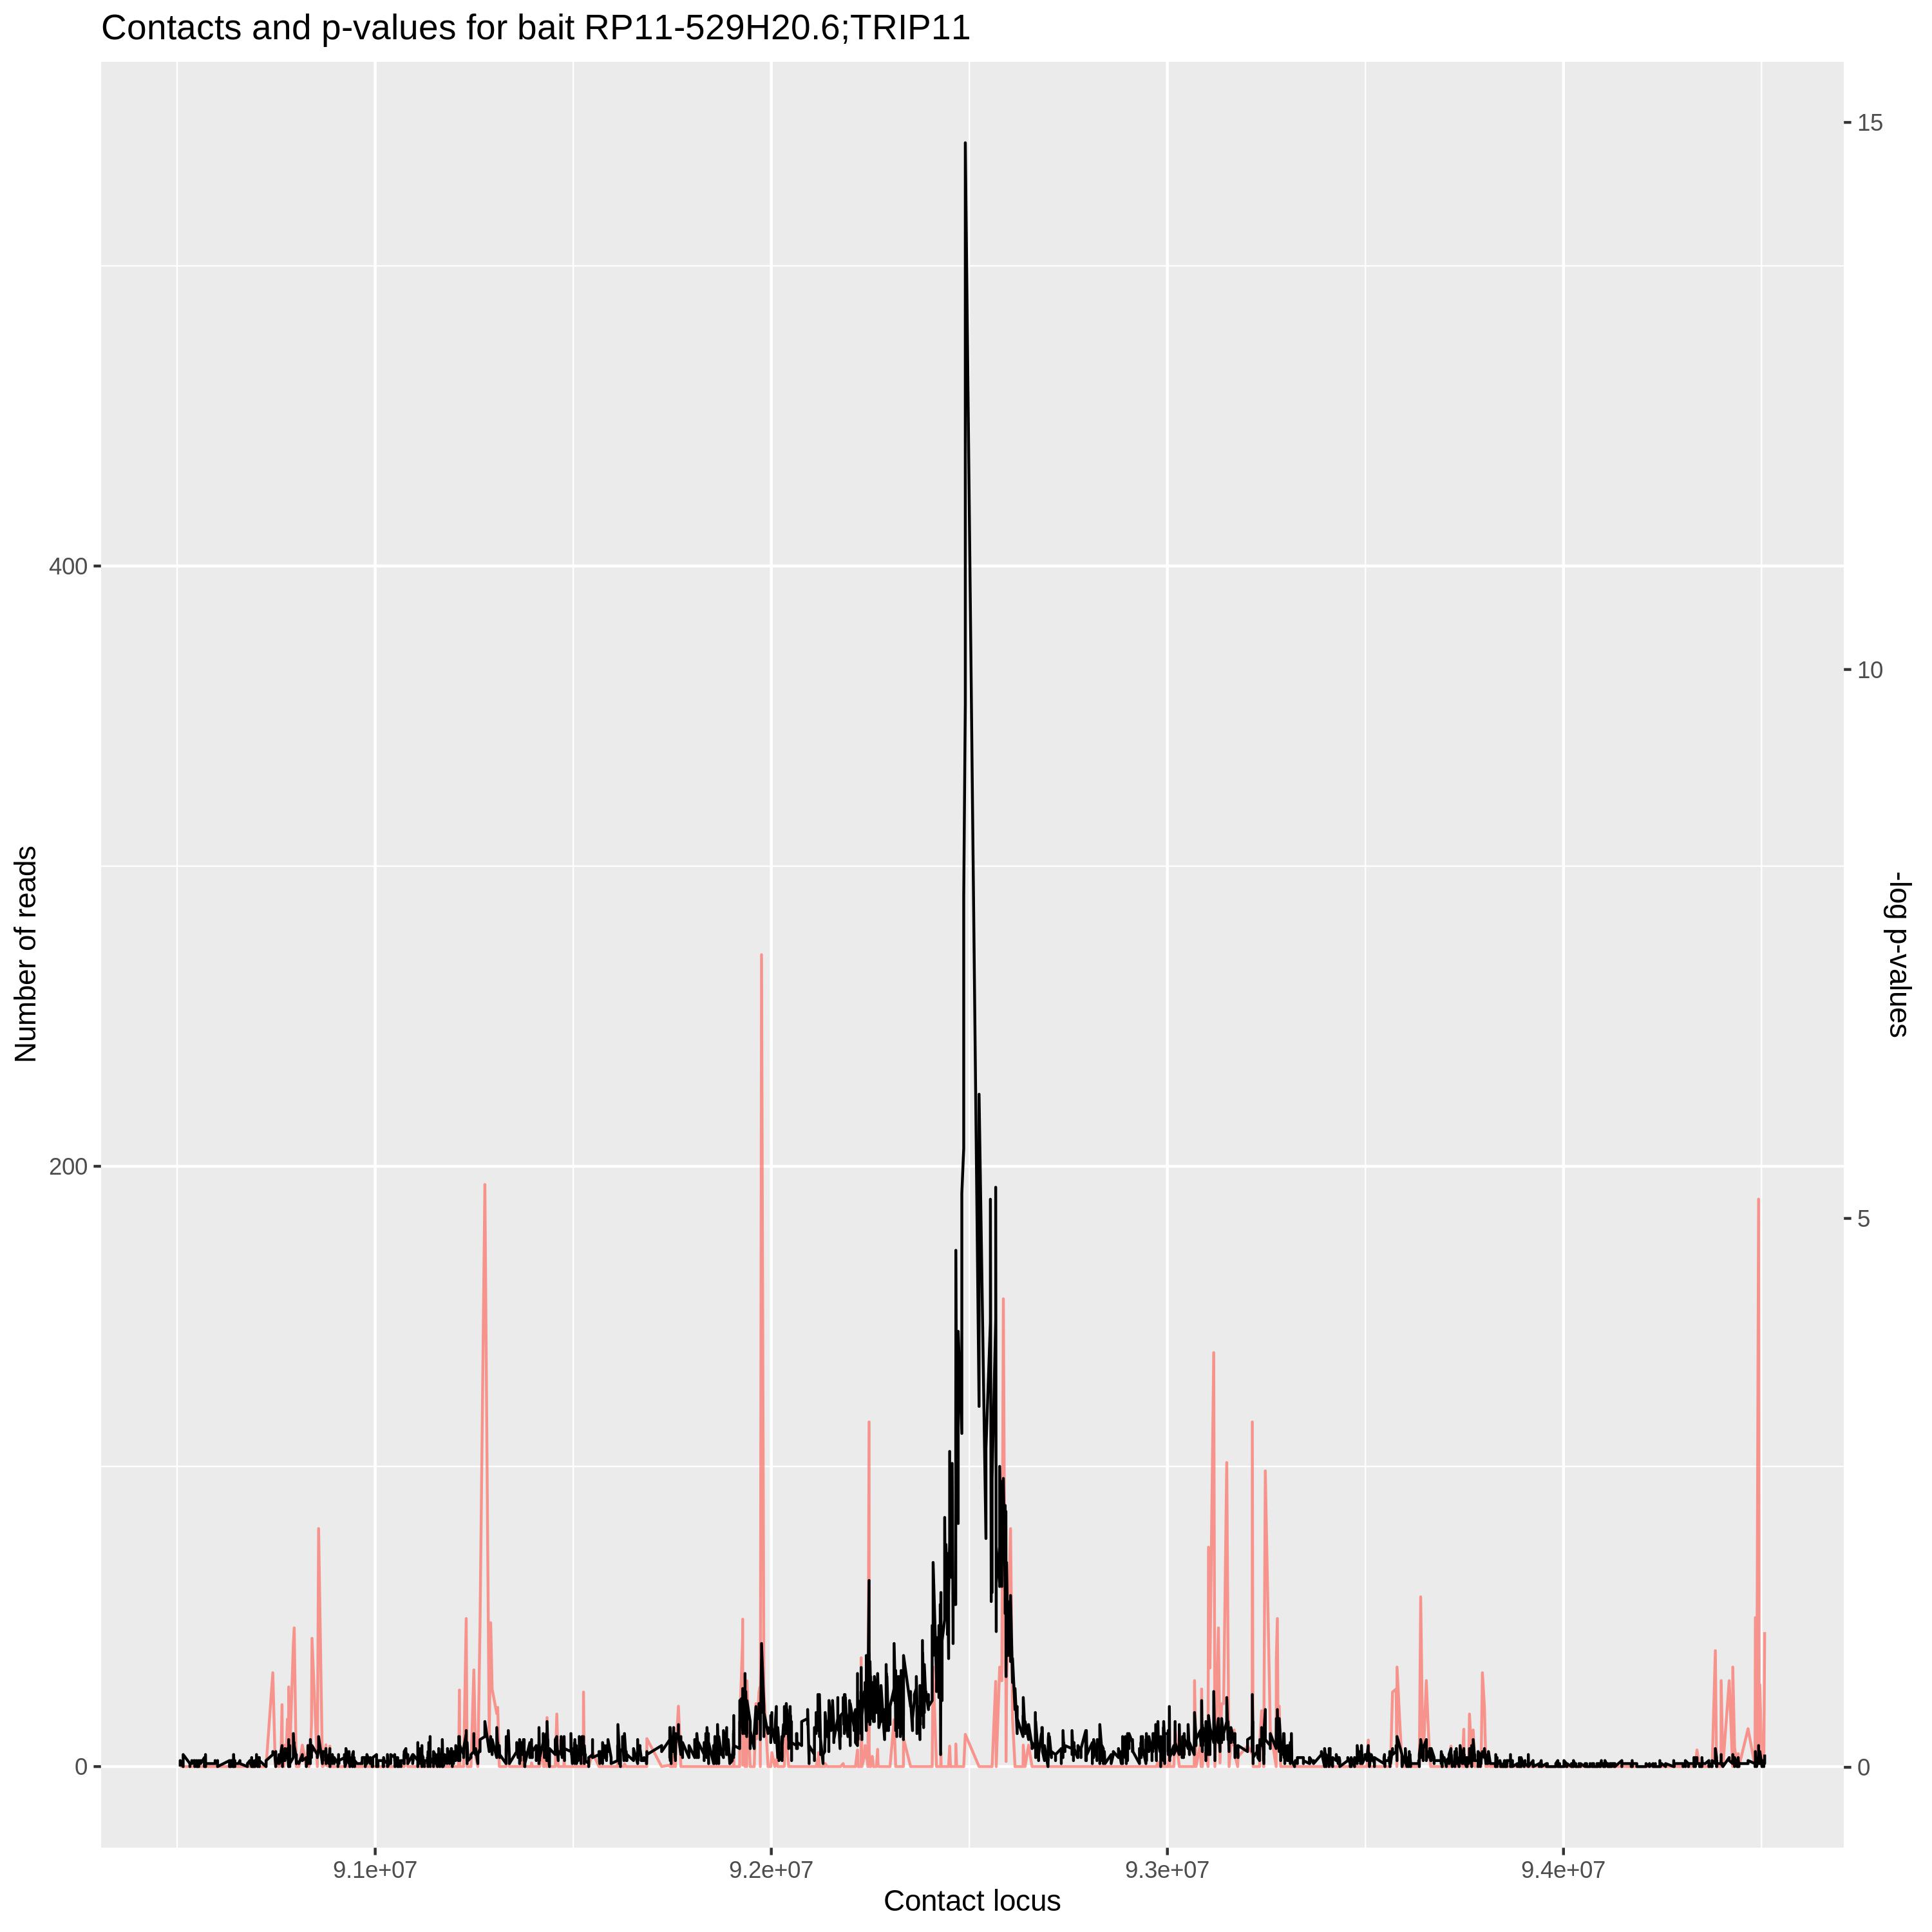 Contacts and p-values for bait RP11-529H20.6;TRIP11
15
400
10
Number of reads
-log p-values
200
5
0
0
9.1e+07
9.2e+07
9.3e+07
9.4e+07
Contact locus